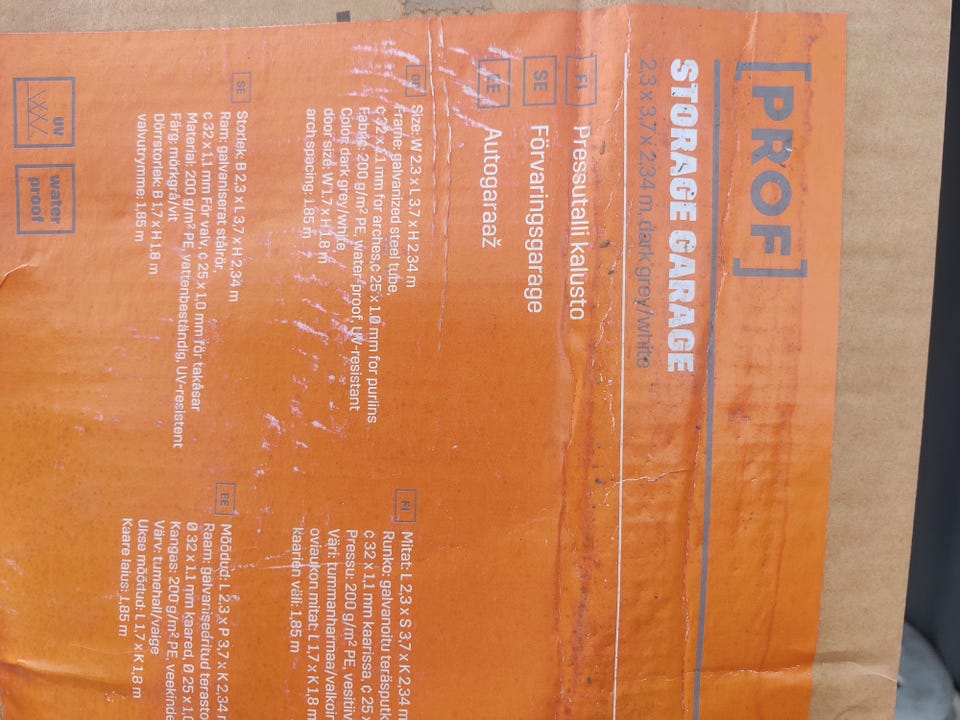 [PROF]
STORAGE GARAGE
2.3 x 3.7 x 2.34 m, dark grey/white
FI Pressutalli kalusto
SE Förvaringsgarage
EE Autogaraaž
GB Size: W 2.3 x L 3.7 x H 2,34 m
Frame: galvanized steel tube,
¢ 32 x 1,1 mm for arches,¢ 25 x 1.0 mm for purlins
Fabric: 200 g/m² PE, water-proof, UV-resistant
Color: dark grey/white
door size: W 1,7 x H 1,8 m
arch spacing: 1.85 m
SE Storlek: B 2,3 x L 3,7 x H 2,34 m
Ram: galvaniserat stålrör,
¢ 32 x 1,1 mm För valv, ¢ 25 x 1,0 mm för takåsar
Material: 200 g/m² PE, vattenbeständig, UV-resistent
Färg: mörkgrå/vit
Dörrstorlek: B 1,7 x H 1,8 m
valvutrymme: 1,85 m
FI Mitat: L 2,3 x S 3,7 x K 2,34 m
Runko: galvanoitu teräsputk
¢ 32 x 1,1 mm kaarissa, ¢ 25 x
Pressu: 200 g/m² PE, vesitiiv
Väri: tummanharmaa/valkoin
oviaukon mitat: L 1,7 x K 1,8 m
kaarien väli: 1,85 m
EE Mõõdud: L 2,3 x P 3,7 x K 2,34 m
Raam: galvaniseeritud terasto
Ø 32 x 1,1 mm kaared, Ø 25 x 1,0
Kangas: 200 g/m² PE, veekinde
Värv: tumehall/valge
Ukse mõõtud: L 1,7 x K 1,8 m
Kaare laius: 1,85 m
UV
water
proof